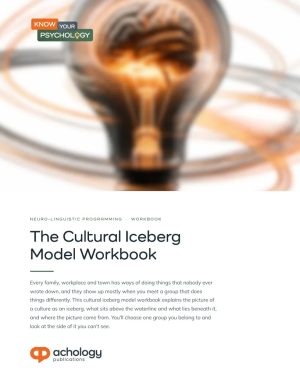 KNOW YOUR
PSYCHOLOGY
NEURO-LINGUISTIC PROGRAMMING WORKBOOK
The Cultural Iceberg
Model Workbook
Every family, workplace and town has ways of doing things that nobody ever
wrote down, and they show up mostly when you meet a group that does
things differently. This cultural iceberg model workbook explains the picture of
a culture as an iceberg, what sits above the waterline and what lies beneath it,
and where the picture came from. You'll choose one group you belong to and
look at the side of it you can't see.
achology
publications